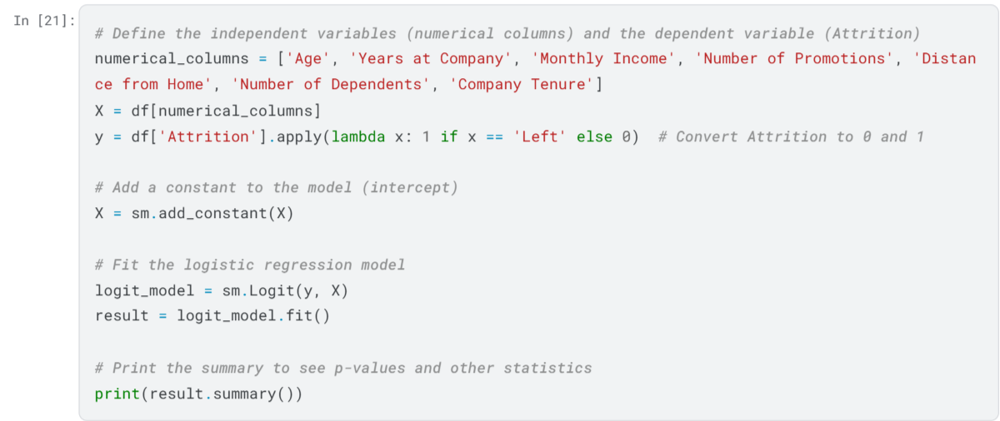 In [21]:
# Define the independent variables (numerical columns) and the dependent variable (Attrition)
numerical_columns = ['Age', 'Years at Company', 'Monthly Income', 'Number of Promotions', 'Distan
ce from Home', 'Number of Dependents', 'Company Tenure']
X = df[numerical_columns]
y = df['Attrition'].apply(lambda x: 1 if x == 'Left' else 0)  # Convert Attrition to 0 and 1
# Add a constant to the model (intercept)
X = sm.add_constant(X)
# Fit the logistic regression model
logit_model = sm.Logit(y, X)
result = logit_model.fit()
# Print the summary to see p-values and other statistics
print(result.summary())